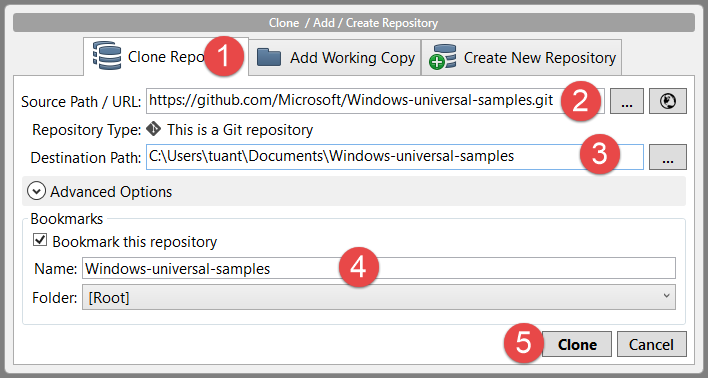 Clone / Add / Create Repository
Clone Repo 1 Add Working Copy Create New Repository
Source Path / URL: https://github.com/Microsoft/Windows-universal-samples.git 2 ...
Repository Type: This is a Git repository
Destination Path: C:\Users\tuant\Documents\Windows-universal-samples 3 ...
Advanced Options
Bookmarks
Bookmark this repository
Name: Windows-universal-samples 4
Folder: [Root]
5 Clone Cancel